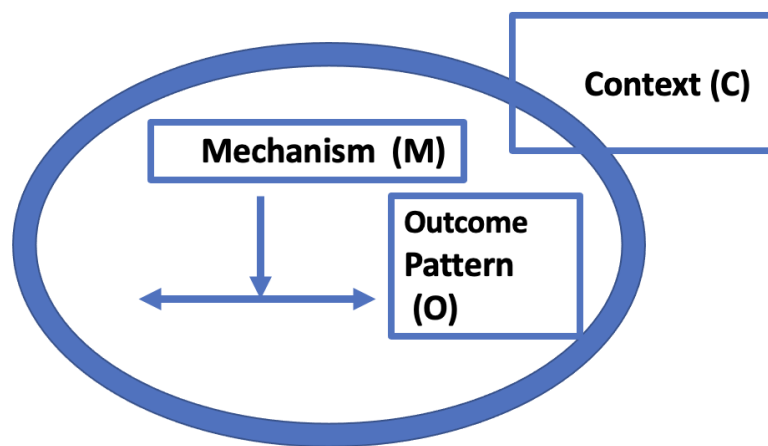 Context (C)
Mechanism (M)
Outcome
Pattern
(O)